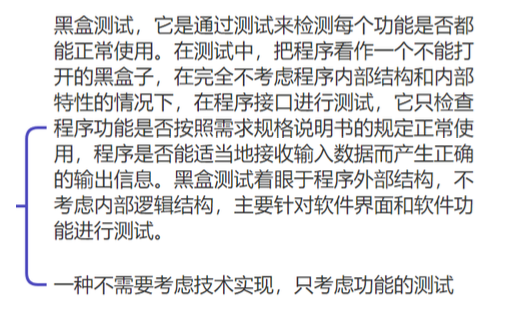 黑盒测试，它是通过测试来检测每个功能是否都
能正常使用。在测试中，把程序看作一个不能打
开的黑盒子，在完全不考虑程序内部结构和内部
特性的情况下，在程序接口进行测试，它只检查
程序功能是否按照需求规格说明书的规定正常使
用，程序是否能适当地接收输入数据而产生正确
的输出信息。黑盒测试着眼于程序外部结构，不
考虑内部逻辑结构，主要针对软件界面和软件功
能进行测试。
一种不需要考虑技术实现，只考虑功能的测试